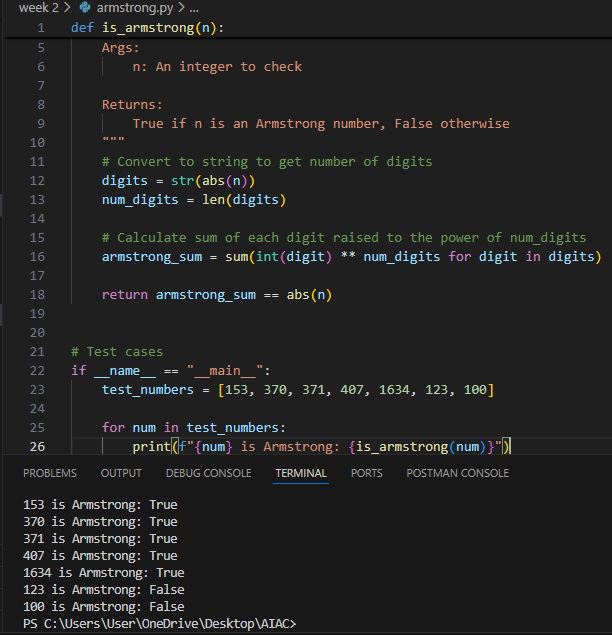 week 2 > armstrong.py > ...
1 def is_armstrong(n):
5     Args:
6         n: An integer to check
7
8     Returns:
9         True if n is an Armstrong number, False otherwise
10     """
11     # Convert to string to get number of digits
12     digits = str(abs(n))
13     num_digits = len(digits)
14
15     # Calculate sum of each digit raised to the power of num_digits
16     armstrong_sum = sum(int(digit) ** num_digits for digit in digits)
17
18     return armstrong_sum == abs(n)
19
20
21 # Test cases
22 if __name__ == "__main__":
23     test_numbers = [153, 370, 371, 407, 1634, 123, 100]
24
25     for num in test_numbers:
26         print(f"{num} is Armstrong: {is_armstrong(num)}")
PROBLEMS OUTPUT DEBUG CONSOLE TERMINAL PORTS POSTMAN CONSOLE
153 is Armstrong: True
370 is Armstrong: True
371 is Armstrong: True
407 is Armstrong: True
1634 is Armstrong: True
123 is Armstrong: False
100 is Armstrong: False
PS C:\Users\User\OneDrive\Desktop\AIAC>